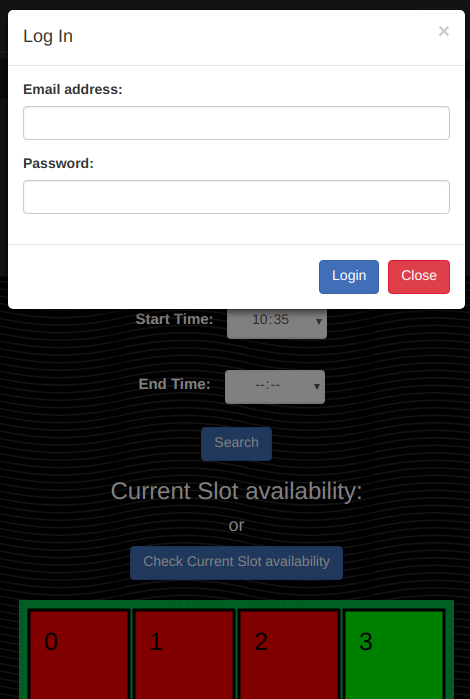 Log In ×
Email address:
Password:
Login Close
Start Time: 10:35
End Time: --:--
Search
Current Slot availability:
or
Check Current Slot availability
0 1 2 3